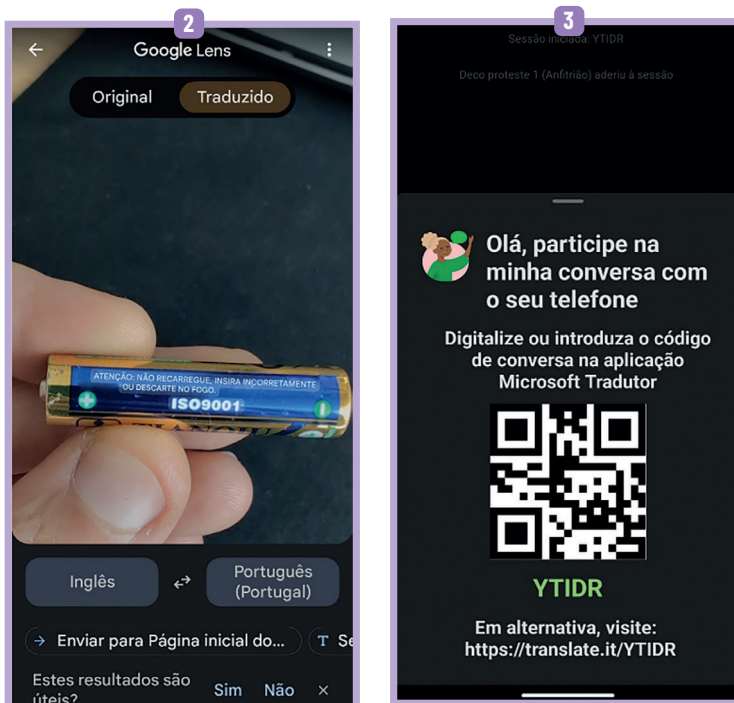 2
Google Lens
Original
Traduzido
ATENÇÃO: NÃO RECARREGUE, INSIRA INCORRETAMENTE
OU DESCARTE NO FOGO.
ISO9001
Inglês
Português
(Portugal)
Enviar para Página inicial do...
T Se
Estes resultados são
úteis?
Sim
Não
3
Sessão iniciada: YTIDR
Deco proteste 1 (Anfitrião) aderiu à sessão
Olá, participe na
minha conversa com
o seu telefone
Digitalize ou introduza o código
de conversa na aplicação
Microsoft Tradutor
YTIDR
Em alternativa, visite:
https://translate.it/YTIDR